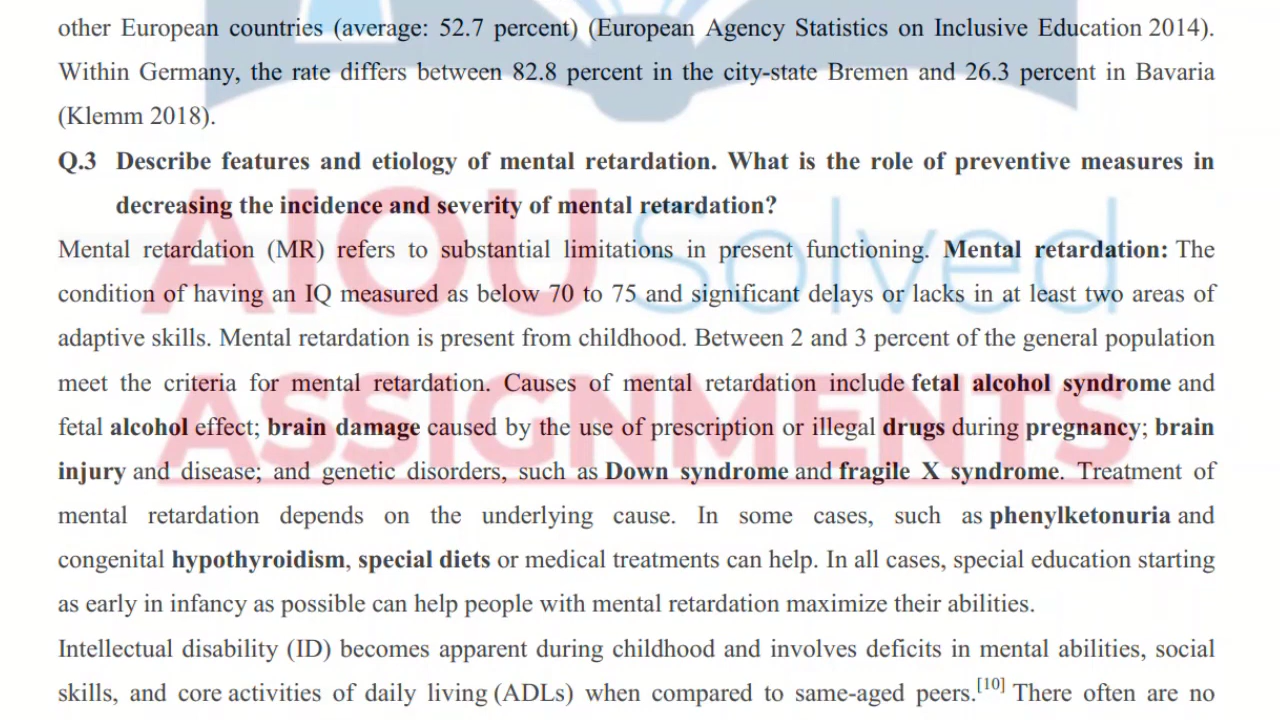 other European countries (average: 52.7 percent) (European Agency Statistics on Inclusive Education 2014).
Within Germany, the rate differs between 82.8 percent in the city-state Bremen and 26.3 percent in Bavaria
(Klemm 2018).
Q.3 Describe features and etiology of mental retardation. What is the role of preventive measures in
decreasing the incidence and severity of mental retardation?
AIOU Solved
Mental retardation (MR) refers to substantial limitations in present functioning. Mental retardation: The
condition of having an IQ measured as below 70 to 75 and significant delays or lacks in at least two areas of
adaptive skills. Mental retardation is present from childhood. Between 2 and 3 percent of the general population
meet the criteria for mental retardation. Causes of mental retardation include fetal alcohol syndrome and
ASSIGNMENTS
fetal alcohol effect; brain damage caused by the use of prescription or illegal drugs during pregnancy; brain
injury and disease; and genetic disorders, such as Down syndrome and fragile X syndrome. Treatment of
mental retardation depends on the underlying cause. In some cases, such as phenylketonuria and
congenital hypothyroidism, special diets or medical treatments can help. In all cases, special education starting
as early in infancy as possible can help people with mental retardation maximize their abilities.
Intellectual disability (ID) becomes apparent during childhood and involves deficits in mental abilities, social
skills, and core activities of daily living (ADLs) when compared to same-aged peers.[10] There often are no